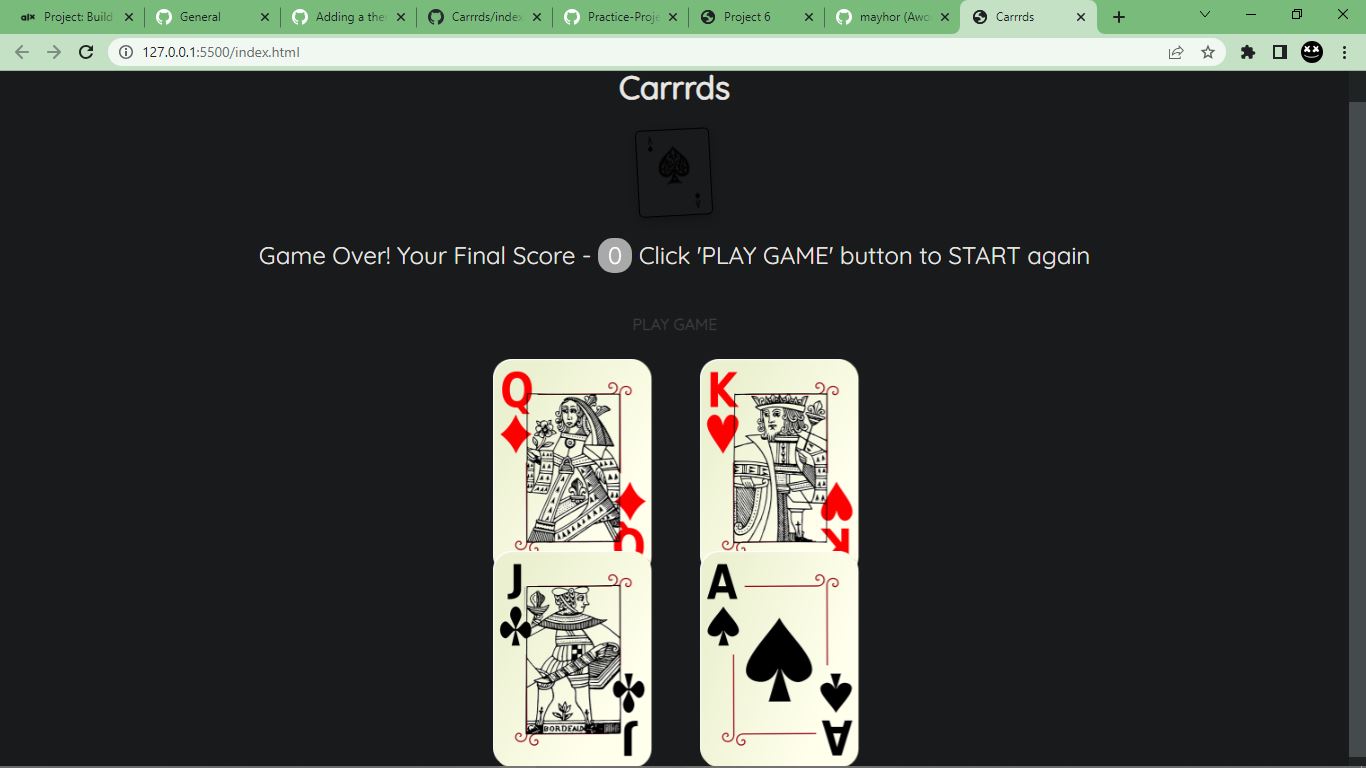 alx Project: Build
General
Adding a the
Carrrds/index
Practice-Proje
Project 6
mayhor (Awo
Carrrds
127.0.0.1:5500/index.html
Carrrds
A
A
Game Over! Your Final Score - 0 Click 'PLAY GAME' button to START again
PLAY GAME
Q
K
Q
K
J
A
BORDEAUX
J
A